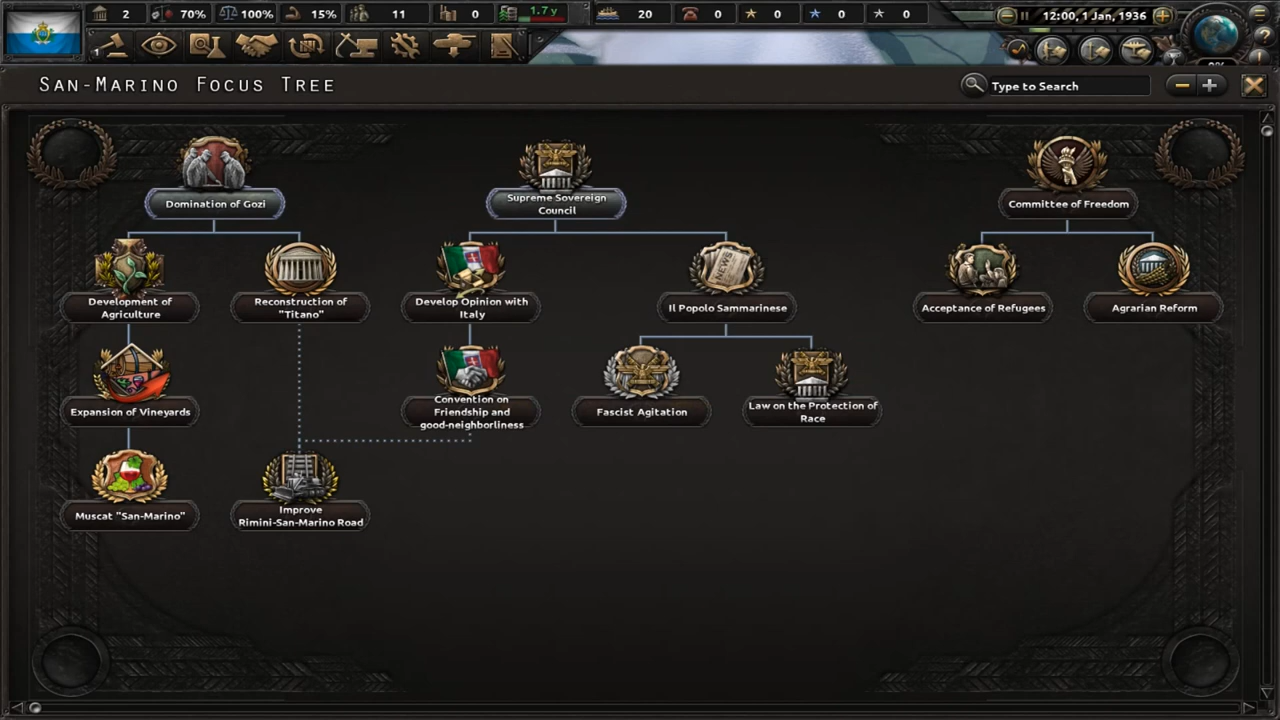 2 70% 100% 15% 11 0 1.7 y 20 0 0 0 0 12:00, 1 Jan, 1936
1
San-Marino Focus Tree
Type to Search
Domination of Gozi
Supreme Sovereign
Council
Committee of Freedom
Development of
Agriculture
Reconstruction of
"Titano"
Develop Opinion with
Italy
Il Popolo Sammarinese
Acceptance of Refugees
Agrarian Reform
NEWS
Expansion of Vineyards
Convention on
Friendship and
good-neighborliness
Fascist Agitation
Law on the Protection of
Race
Muscat "San-Marino"
Improve
Rimini-San-Marino Road